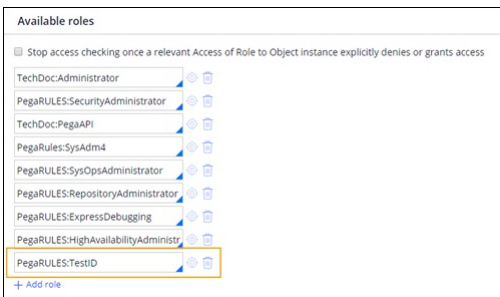 Available roles
Stop access checking once a relevant Access of Role to Object instance explicitly denies or grants access
TechDoc:Administrator
PegaRULES:SecurityAdministrator
TechDoc:PegaAPI
PegaRules:SysAdm4
PegaRULES:SysOpsAdministrator
PegaRULES:RepositoryAdministrator
PegaRULES:ExpressDebugging
PegaRULES:HighAvailabilityAdministr
PegaRULES:TestID
+ Add role